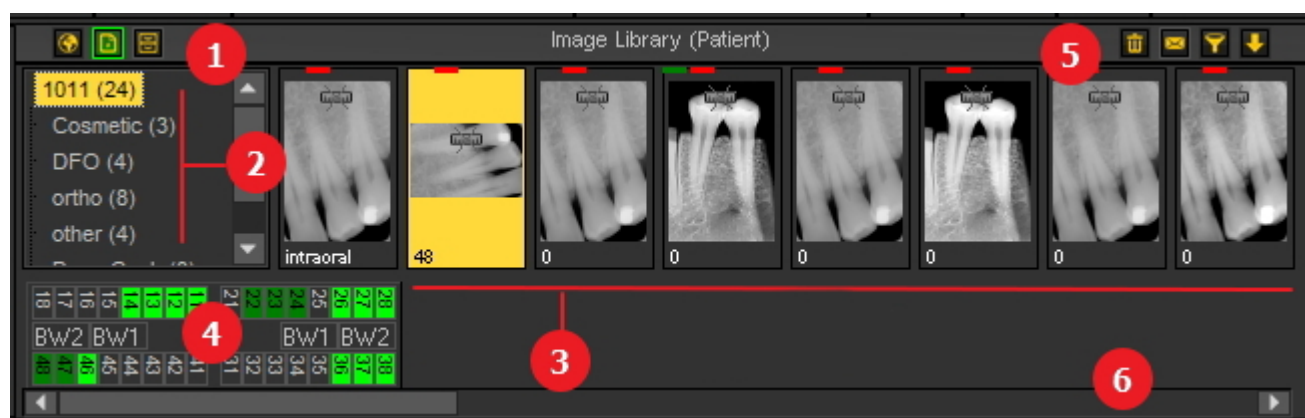 1
Image Library (Patient)
5
1011 (24)
Cosmetic (3)
DFO (4)
ortho (8)
other (4)
2
intraoral
48
0
0
0
0
0
0
18 17 16 15 14 13 12 11 21 22 23 24 25 26 27 28
BW2 BW1 4 BW1 BW2
48 47 46 45 44 43 42 41 31 32 33 34 35 36 37 38
3
6